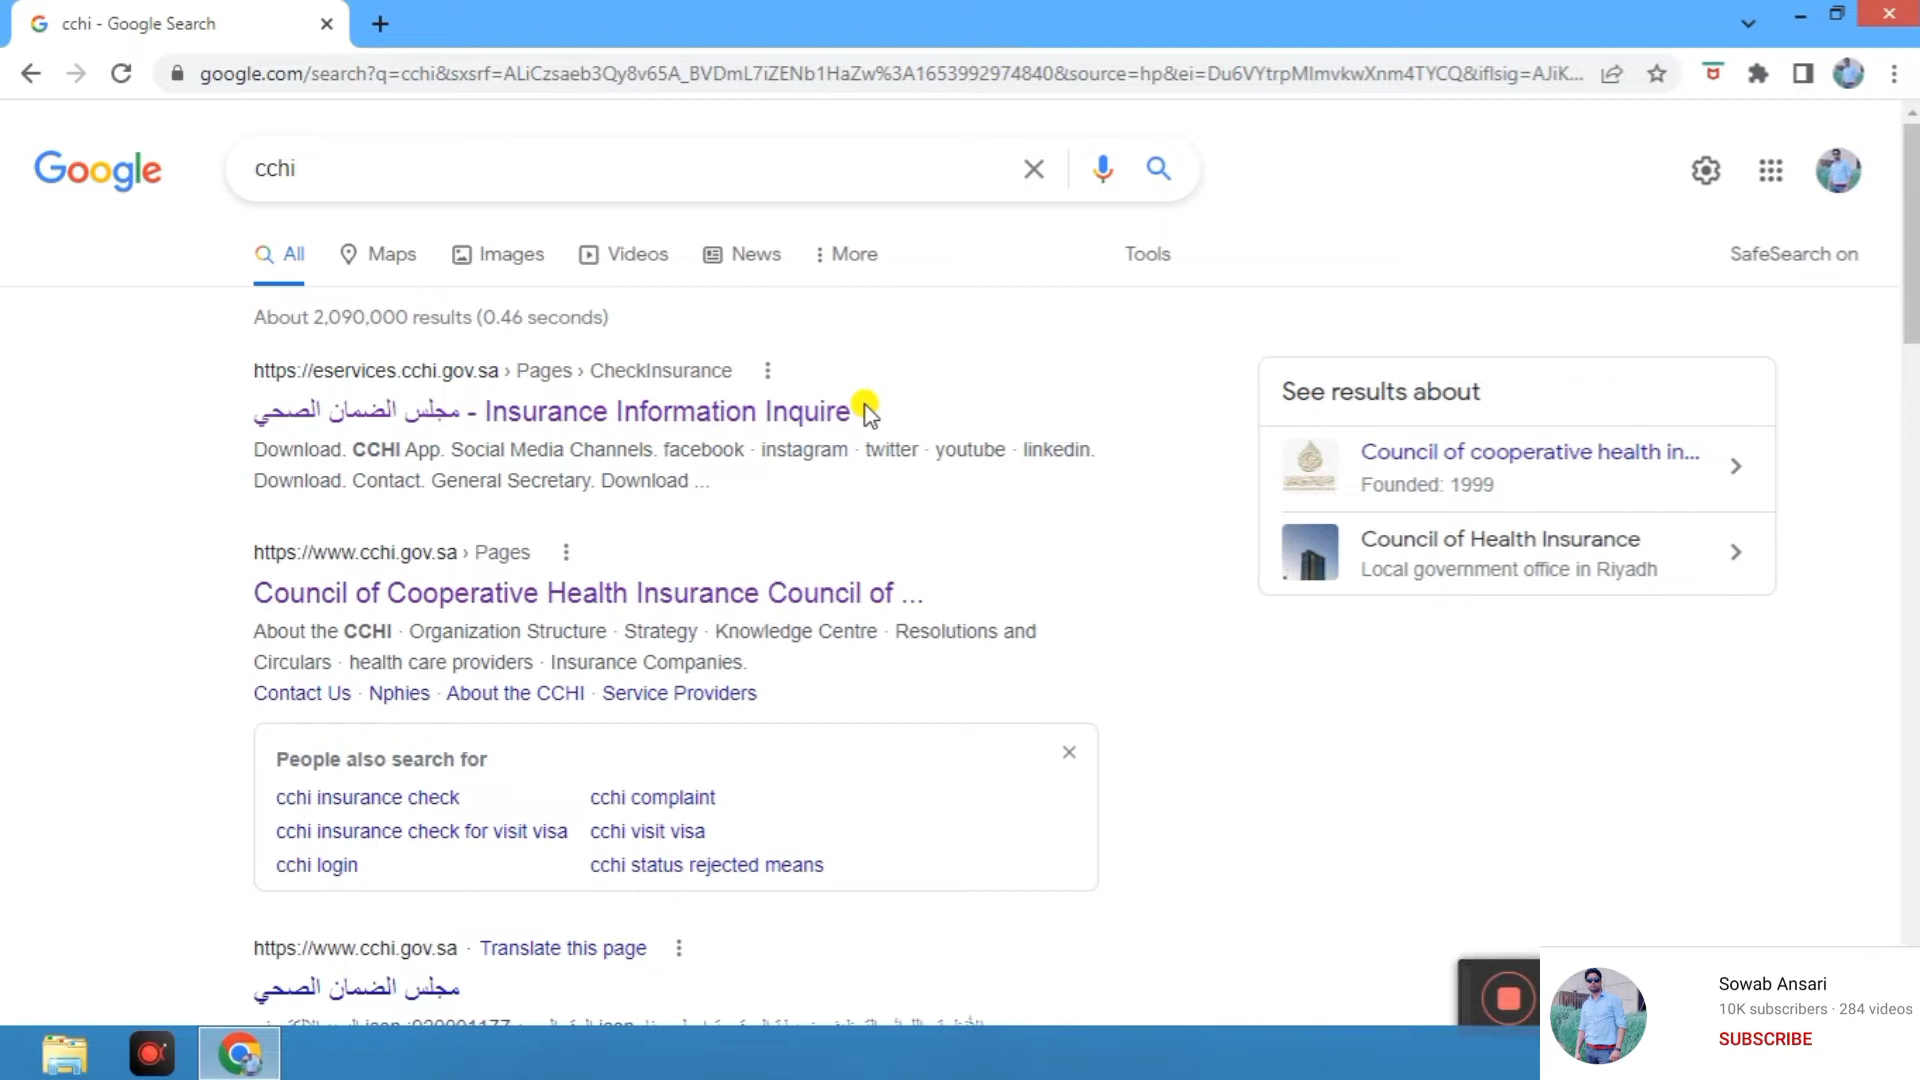 cchi - Google Search
google.com/search?q=cchi&sxsrf=ALiCzsaeb3Qy8v65A_BVDmL7iZENb1HaZw%3A1653992974840&source=hp&ei=Du6VYtrpMImvkwXnm4TYCQ&iflsig=AJiK...
Google
cchi
All
Maps
Images
Videos
News
More
Tools
SafeSearch on
About 2,090,000 results (0.46 seconds)
https://eservices.cchi.gov.sa › Pages › CheckInsurance
مجلس الضمان الصحي - Insurance Information Inquire
Download. CCHI App. Social Media Channels. facebook · instagram · twitter · youtube · linkedin.
Download. Contact. General Secretary. Download ...
See results about
Council of cooperative health in...
Founded: 1999
Council of Health Insurance
Local government office in Riyadh
https://www.cchi.gov.sa › Pages
Council of Cooperative Health Insurance Council of ...
About the CCHI · Organization Structure · Strategy · Knowledge Centre · Resolutions and
Circulars · health care providers · Insurance Companies.
Contact Us · Nphies · About the CCHI · Service Providers
People also search for
cchi insurance check
cchi complaint
cchi insurance check for visit visa
cchi visit visa
cchi login
cchi status rejected means
https://www.cchi.gov.sa · Translate this page
مجلس الضمان الصحي
Sowab Ansari
10K subscribers · 284 videos
SUBSCRIBE